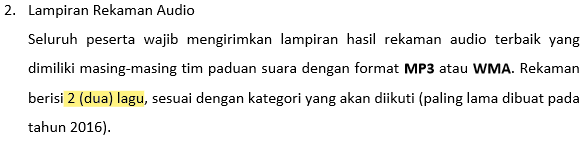 2. Lampiran Rekaman Audio
Seluruh peserta wajib mengirimkan lampiran hasil rekaman audio terbaik yang
dimiliki masing-masing tim paduan suara dengan format MP3 atau WMA. Rekaman
berisi 2 (dua) lagu, sesuai dengan kategori yang akan diikuti (paling lama dibuat pada
tahun 2016).